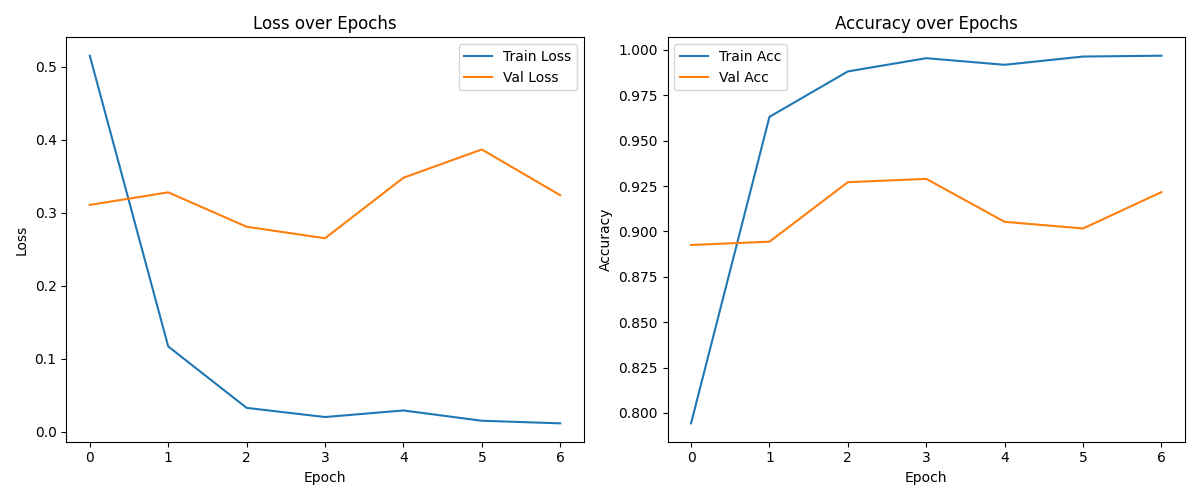 Loss over Epochs
Train Loss
Val Loss
0.5
0.4
0.3
0.2
0.1
0.0
Loss
0 1 2 3 4 5 6
Epoch
Accuracy over Epochs
Train Acc
Val Acc
1.000
0.975
0.950
0.925
0.900
0.875
0.850
0.825
0.800
Accuracy
0 1 2 3 4 5 6
Epoch